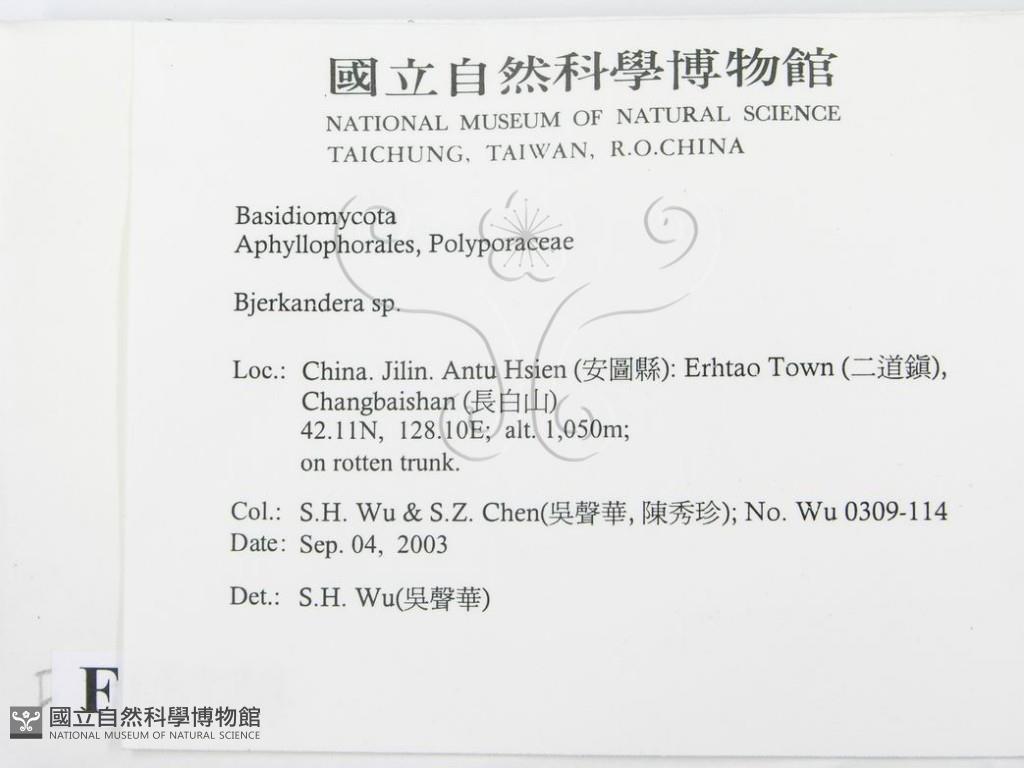 國立自然科學博物館
NATIONAL MUSEUM OF NATURAL SCIENCE
TAICHUNG, TAIWAN, R.O.CHINA
Basidiomycota
Aphyllophorales, Polyporaceae
Bjerkandera sp.
Loc.: China. Jilin. Antu Hsien (安圖縣): Erhtao Town (二道鎭),
Changbaishan (長白山)
42.11N, 128.10E; alt. 1,050m;
on rotten trunk.
Col.: S.H. Wu & S.Z. Chen(吳聲華, 陳秀珍); No. Wu 0309-114
Date: Sep. 04, 2003
Det.: S.H. Wu(吳聲華)
F
國立自然科學博物館
NATIONAL MUSEUM OF NATURAL SCIENCE